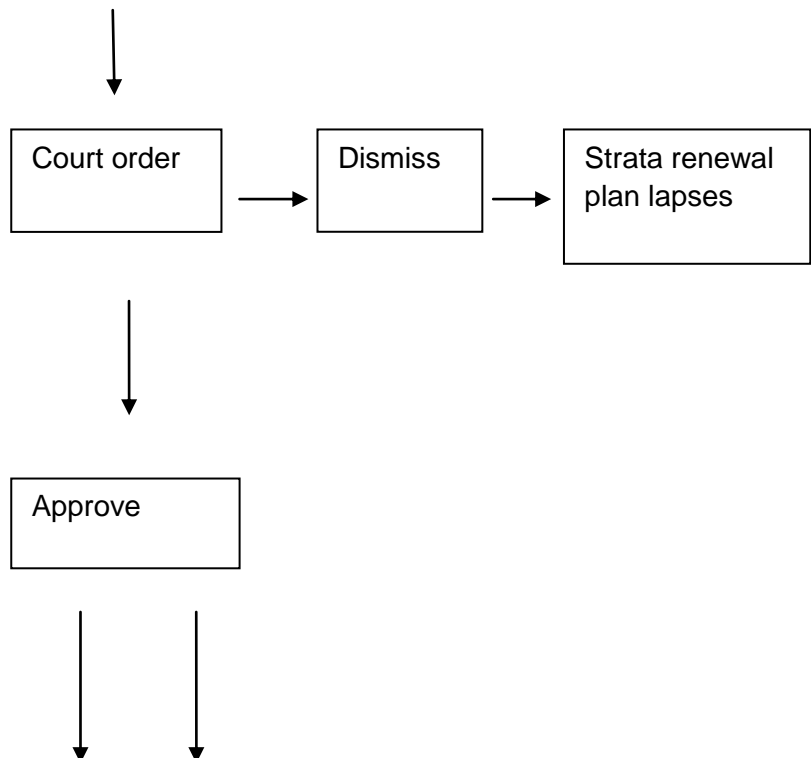 Court order
Dismiss
Strata renewal
plan lapses
Approve